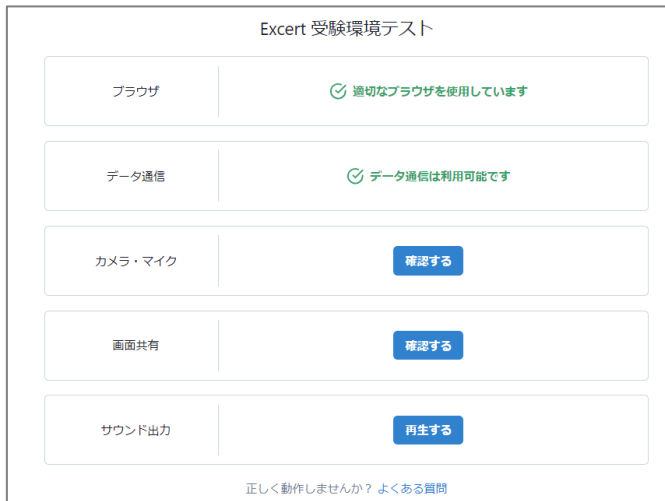 Excert 受験環境テスト
ブラウザ 適切なブラウザを使用しています
データ通信 データ通信は利用可能です
カメラ・マイク 確認する
画面共有 確認する
サウンド出力 再生する
正しく動作しませんか？ よくある質問